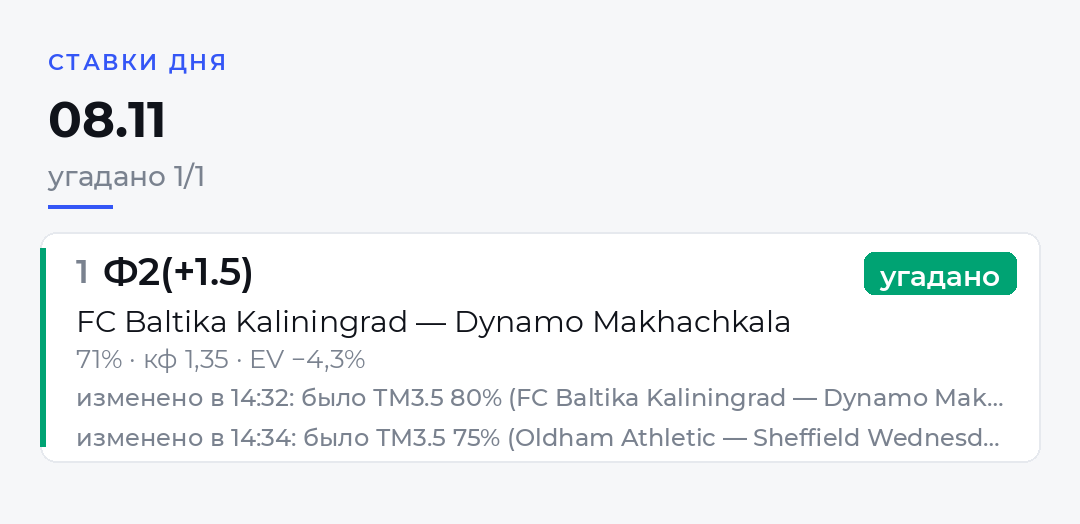 СТАВКИ ДНЯ
08.11
угадано 1/1
1 Ф2(+1.5)
угадано
FC Baltika Kaliningrad — Dynamo Makhachkala
71% · кф 1,35 · EV −4,3%
изменено в 14:32: было ТМ3.5 80% (FC Baltika Kaliningrad — Dynamo Mak...
изменено в 14:34: было ТМ3.5 75% (Oldham Athletic — Sheffield Wednesd...